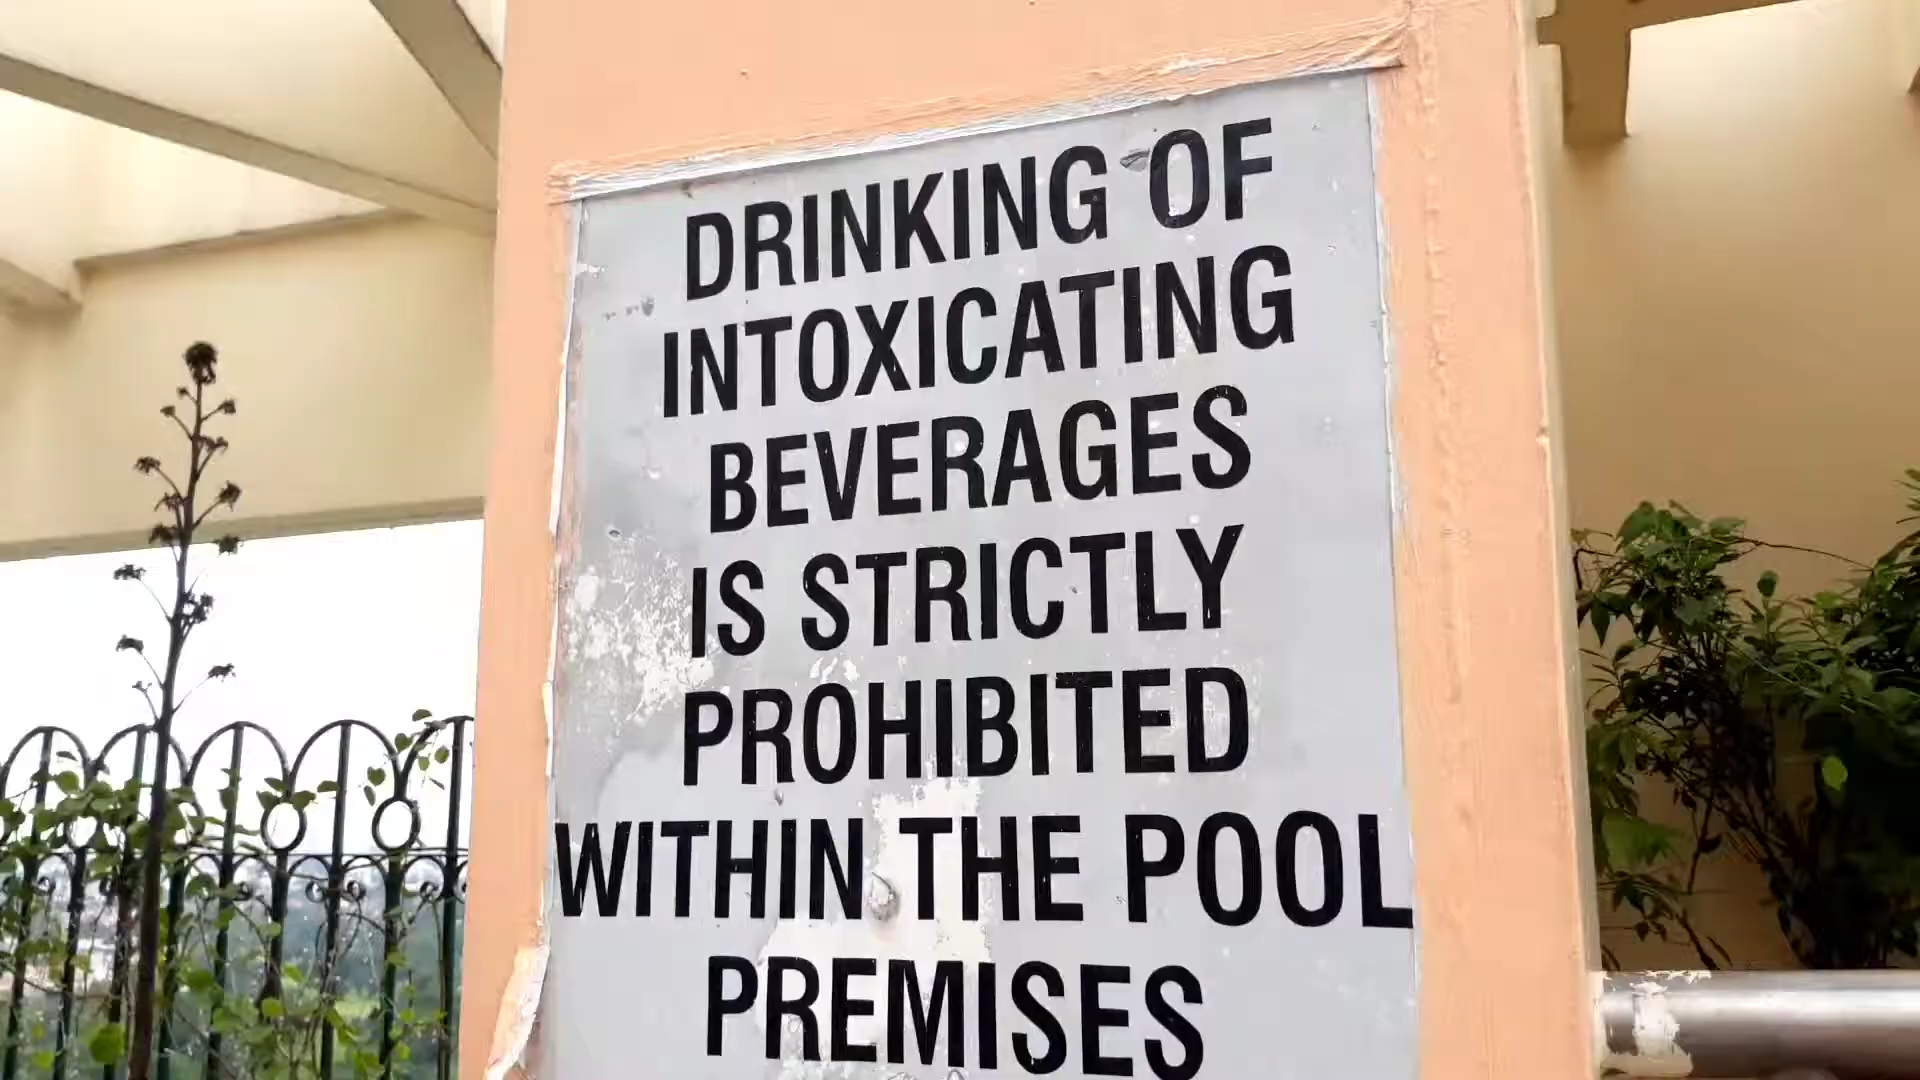 DRINKING OF
INTOXICATING
BEVERAGES
IS STRICTLY
PROHIBITED
WITHIN THE POOL
PREMISES